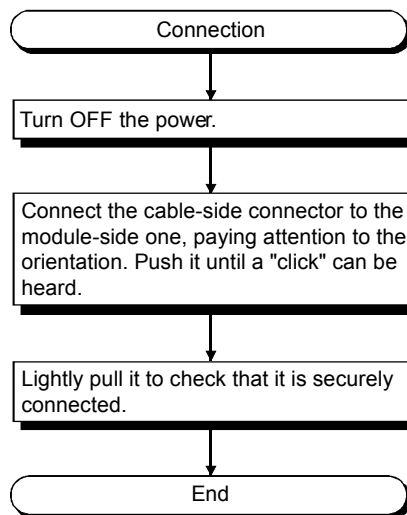 Connection
Turn OFF the power.
Connect the cable-side connector to the
module-side one, paying attention to the
orientation. Push it until a "click" can be
heard.
Lightly pull it to check that it is securely
connected.
End